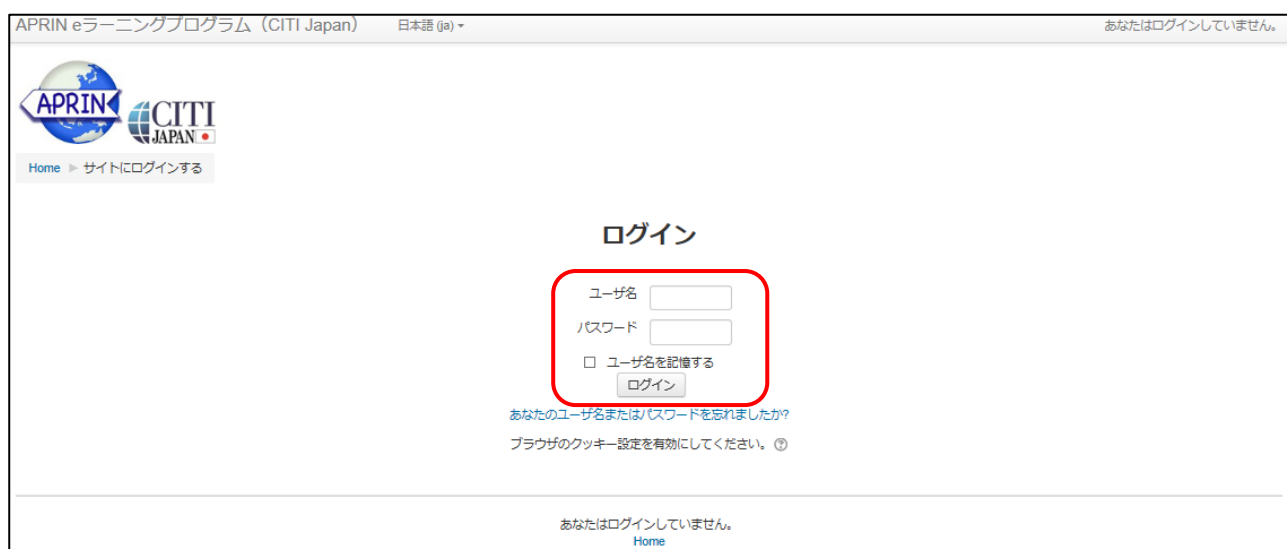 APRIN eラーニングプログラム（CITI Japan） 日本語 (ja) あなたはログインしていません。
APRIN
CITI
JAPAN
Home ▶ サイトにログインする
ログイン
ユーザ名
パスワード
ユーザ名を記憶する
ログイン
あなたのユーザ名またはパスワードを忘れましたか?
ブラウザのクッキー設定を有効にしてください。 ?
あなたはログインしていません。
Home